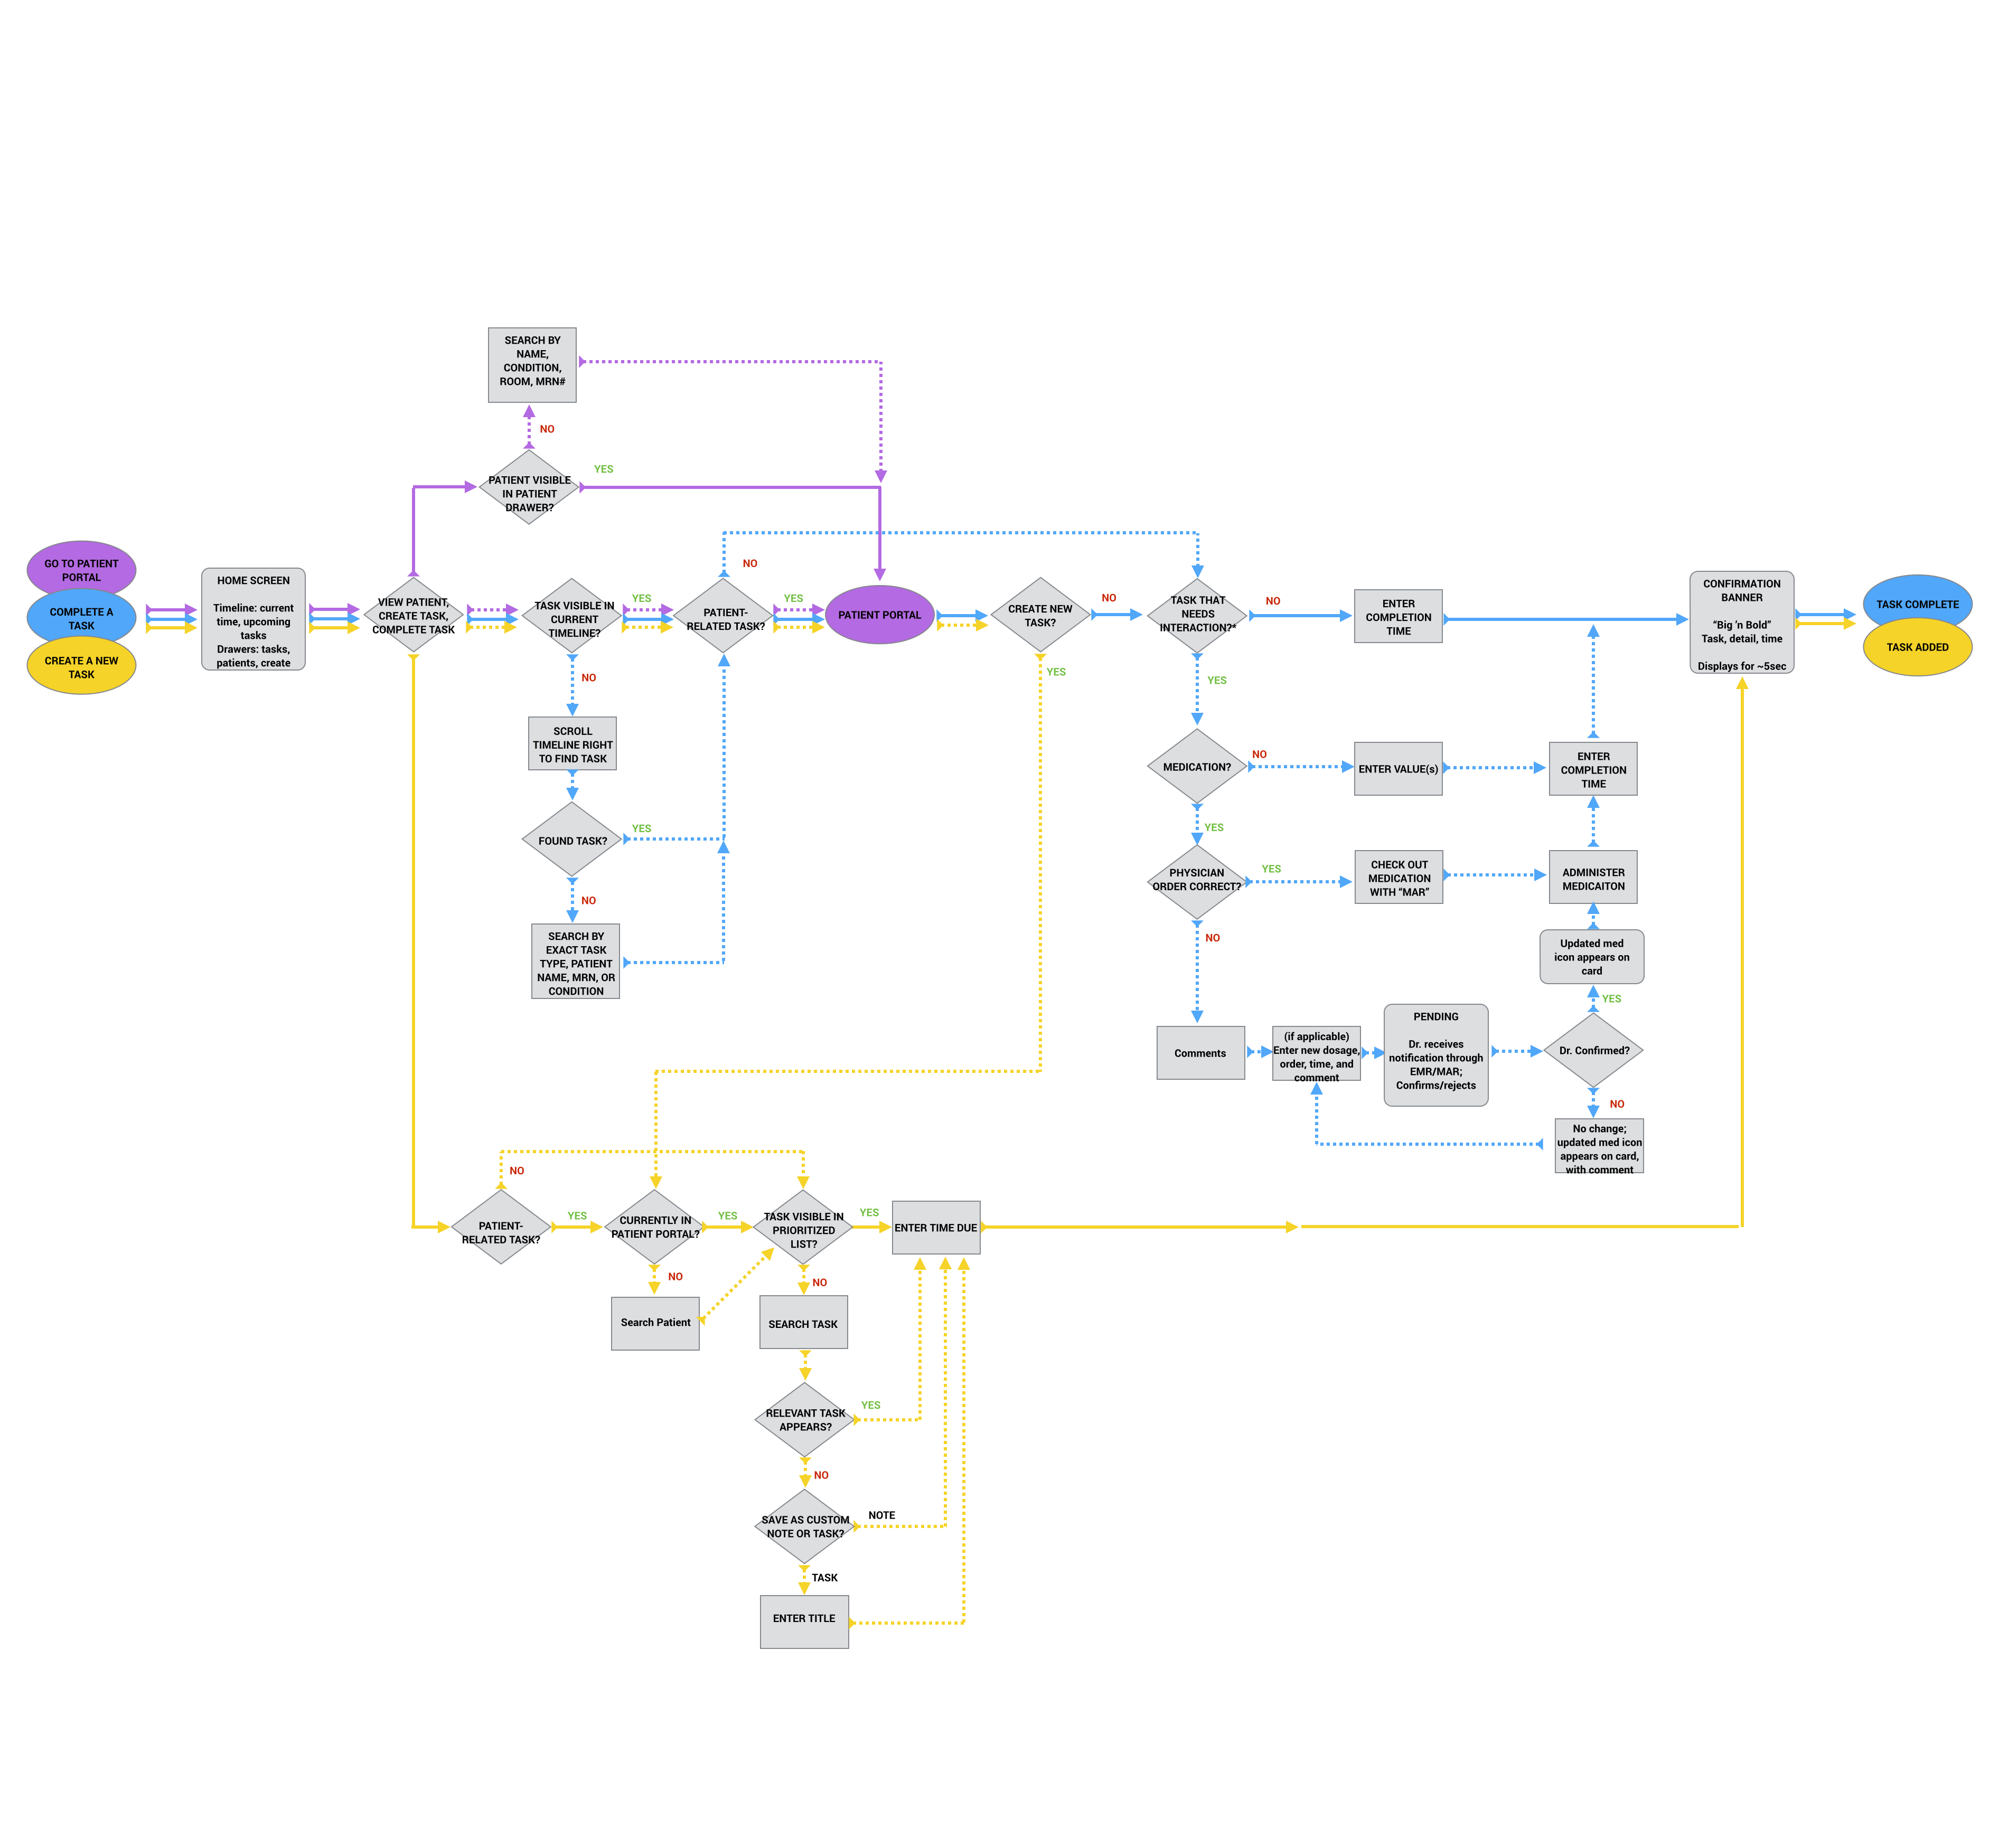 SEARCH BY
NAME,
CONDITION,
ROOM, MRN#
NO
PATIENT VISIBLE
IN PATIENT
DRAWER?
YES
GO TO PATIENT
PORTAL
COMPLETE A
TASK
CREATE A NEW
TASK
HOME SCREEN
Timeline: current
time, upcoming
tasks
Drawers: tasks,
patients, create
VIEW PATIENT,
CREATE TASK,
COMPLETE TASK
TASK VISIBLE IN
CURRENT
TIMELINE?
YES
NO
PATIENT-
RELATED TASK?
NO
YES
PATIENT PORTAL
CREATE NEW
TASK?
NO
YES
TASK THAT
NEEDS
INTERACTION?*
NO
YES
ENTER
COMPLETION
TIME
CONFIRMATION
BANNER
“Big ‘n Bold”
Task, detail, time
Displays for ~5sec
TASK COMPLETE
TASK ADDED
SCROLL
TIMELINE RIGHT
TO FIND TASK
FOUND TASK?
YES
NO
SEARCH BY
EXACT TASK
TYPE, PATIENT
NAME, MRN, OR
CONDITION
MEDICATION?
NO
YES
ENTER VALUE(s)
ENTER
COMPLETION
TIME
PHYSICIAN
ORDER CORRECT?
YES
NO
CHECK OUT
MEDICATION
WITH “MAR”
ADMINISTER
MEDICAITON
Updated med
icon appears on
card
YES
Comments
(if applicable)
Enter new dosage,
order, time, and
comment
PENDING
Dr. receives
notification through
EMR/MAR;
Confirms/rejects
Dr. Confirmed?
NO
No change;
updated med icon
appears on card,
with comment
NO
PATIENT-
RELATED TASK?
YES
CURRENTLY IN
PATIENT PORTAL?
YES
NO
TASK VISIBLE IN
PRIORITIZED
LIST?
YES
NO
ENTER TIME DUE
Search Patient
SEARCH TASK
RELEVANT TASK
APPEARS?
YES
NO
SAVE AS CUSTOM
NOTE OR TASK?
NOTE
TASK
ENTER TITLE